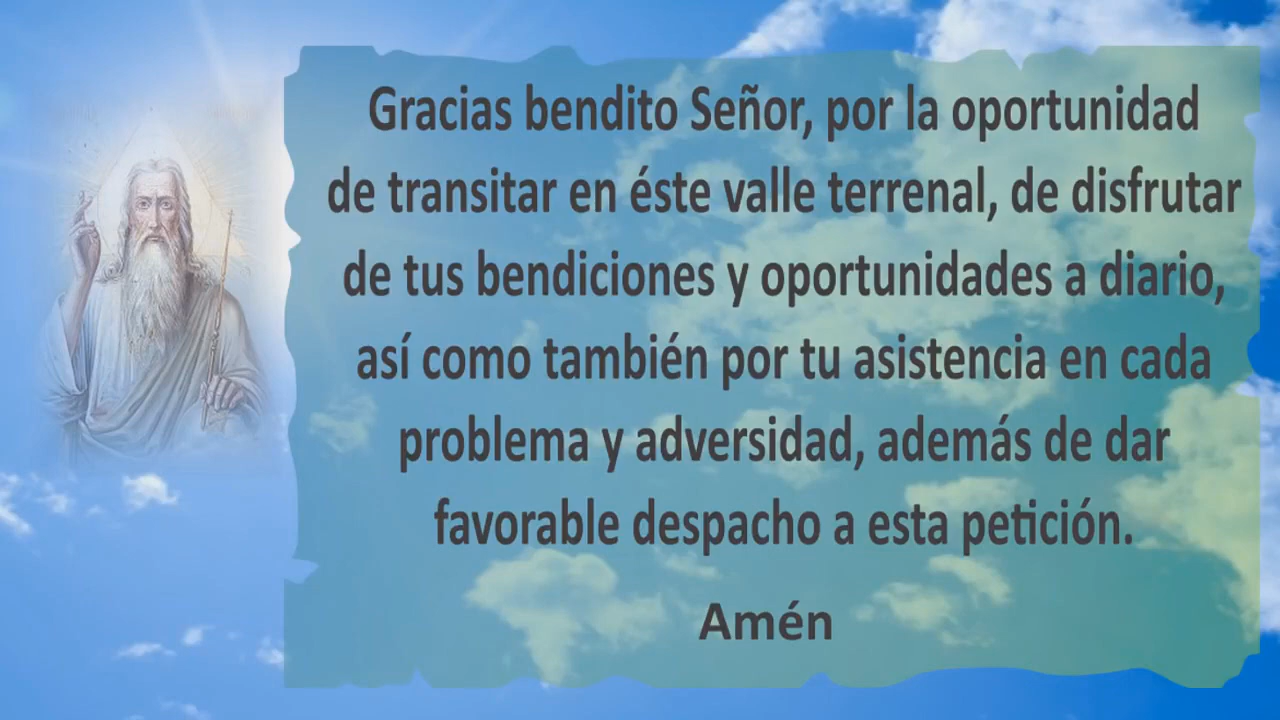 Gracias bendito Señor, por la oportunidad
de transitar en éste valle terrenal, de disfrutar
de tus bendiciones y oportunidades a diario,
así como también por tu asistencia en cada
problema y adversidad, además de dar
favorable despacho a esta petición.
Amén